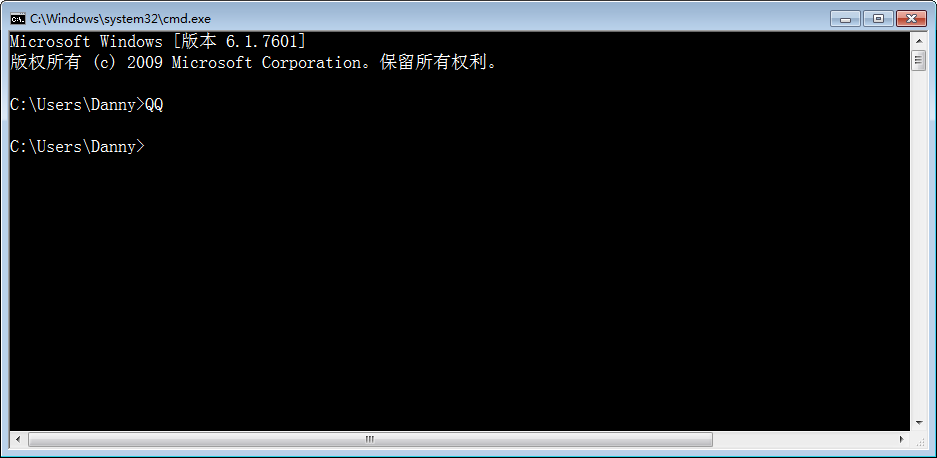 C:\Windows\system32\cmd.exe
Microsoft Windows [版本 6.1.7601]
版权所有 (c) 2009 Microsoft Corporation。保留所有权利。
C:\Users\Danny>QQ
C:\Users\Danny>